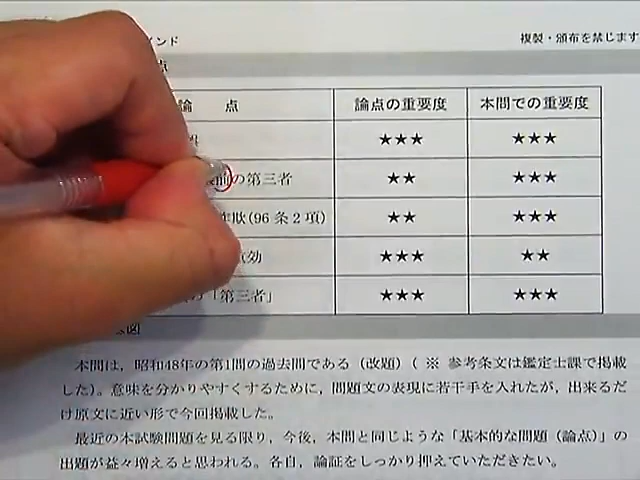 ンド
複製・頒布を禁じます
点
論 点 論点の重要度 本問での重要度
★★★ ★★★
前の第三者 ★★ ★★★
詐欺(96条2項) ★★ ★★★
効 ★★★ ★★
の「第三者」 ★★★ ★★★
図
本問は，昭和48年の第1問の過去問である（改題）（ ※ 参考条文は鑑定士課で掲載
した）。意味を分かりやすくするために，問題文の表現に若干手を入れたが，出来るだ
け原文に近い形で今回掲載した。
最近の本試験問題を見る限り，今後，本問と同じような「基本的な問題（論点）」の
出題が益々増えると思われる。各自，論証をしっかり押えていただきたい。